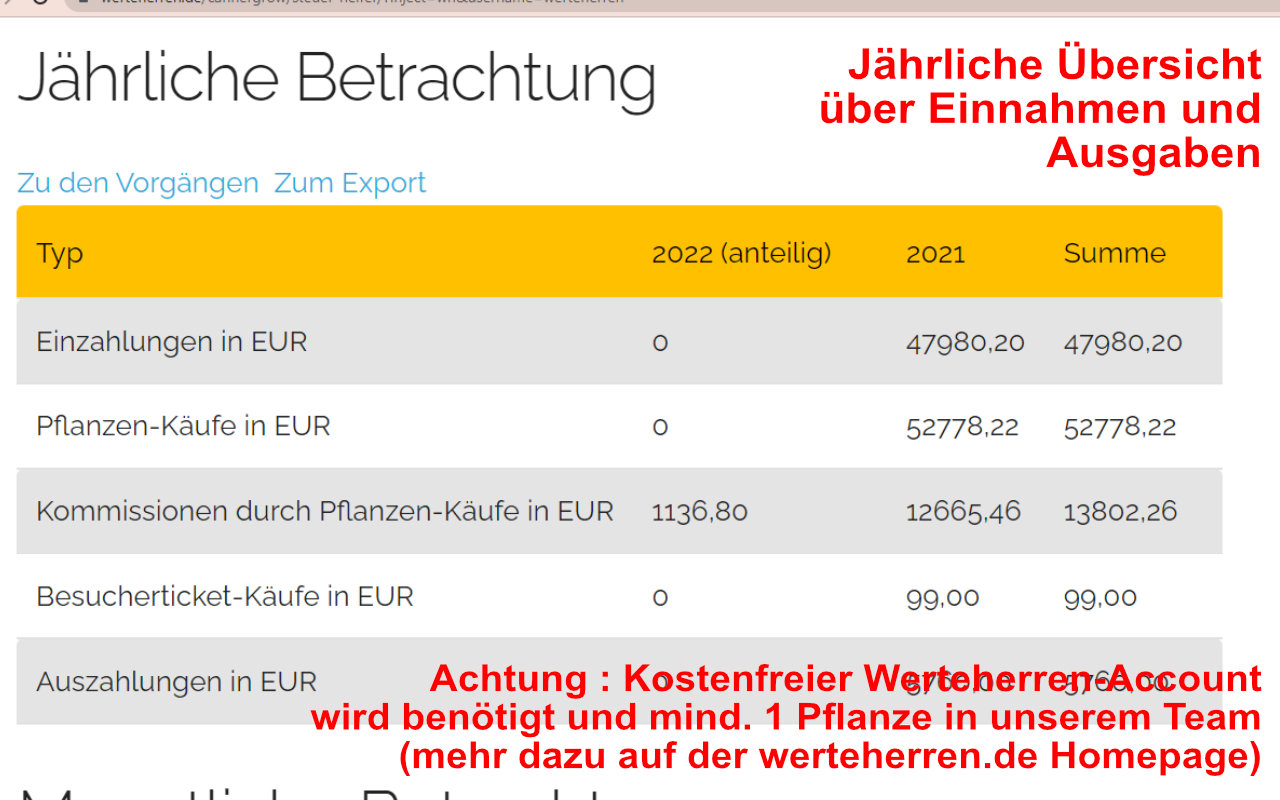 Jährliche Betrachtung
Jährliche Übersicht
über Einnahmen und
Ausgaben
Zu den Vorgängen Zum Export
Typ 2022 (anteilig) 2021 Summe
Einzahlungen in EUR 0 47980,20 47980,20
Pflanzen-Käufe in EUR 0 52778,22 52778,22
Kommissionen durch Pflanzen-Käufe in EUR 1136,80 12665,46 13802,26
Besucherticket-Käufe in EUR 0 99,00 99,00
Auszahlungen in EUR
Achtung : Kostenfreier Werteherren-Account
wird benötigt und mind. 1 Pflanze in unserem Team
(mehr dazu auf der werteherren.de Homepage)